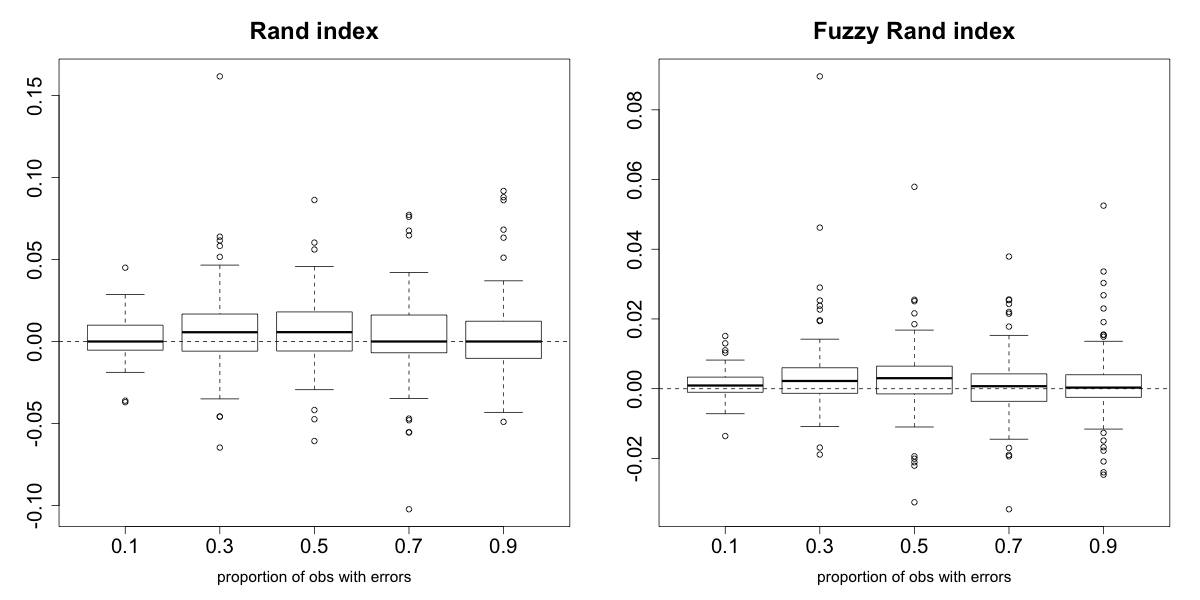 Rand index
0.15
0.10
0.05
0.00
-0.05
-0.10
0.1 0.3 0.5 0.7 0.9
proportion of obs with errors
Fuzzy Rand index
0.08
0.06
0.04
0.02
0.00
-0.02
0.1 0.3 0.5 0.7 0.9
proportion of obs with errors